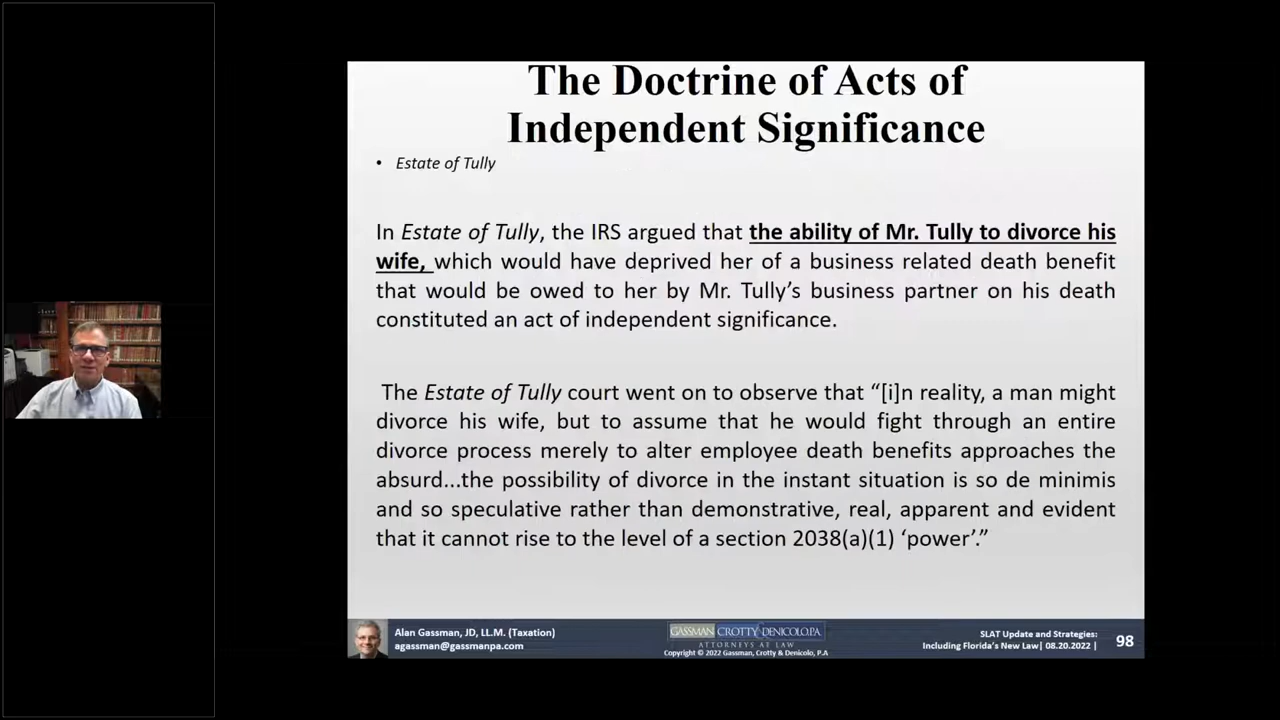 The Doctrine of Acts of
Independent Significance
• Estate of Tully
In Estate of Tully, the IRS argued that the ability of Mr. Tully to divorce his
wife, which would have deprived her of a business related death benefit
that would be owed to her by Mr. Tully’s business partner on his death
constituted an act of independent significance.
The Estate of Tully court went on to observe that “[i]n reality, a man might
divorce his wife, but to assume that he would fight through an entire
divorce process merely to alter employee death benefits approaches the
absurd...the possibility of divorce in the instant situation is so de minimis
and so speculative rather than demonstrative, real, apparent and evident
that it cannot rise to the level of a section 2038(a)(1) ‘power’.”
Alan Gassman, JD, LL.M. (Taxation)
agassman@gassmanpa.com
GASSMAN CROTTY DENICOLO, P.A.
ATTORNEYS AT LAW
Copyright © 2022 Gassman, Crotty & Denicolo, P.A
SLAT Update and Strategies:
Including Florida's New Law| 08.20.2022 |
98